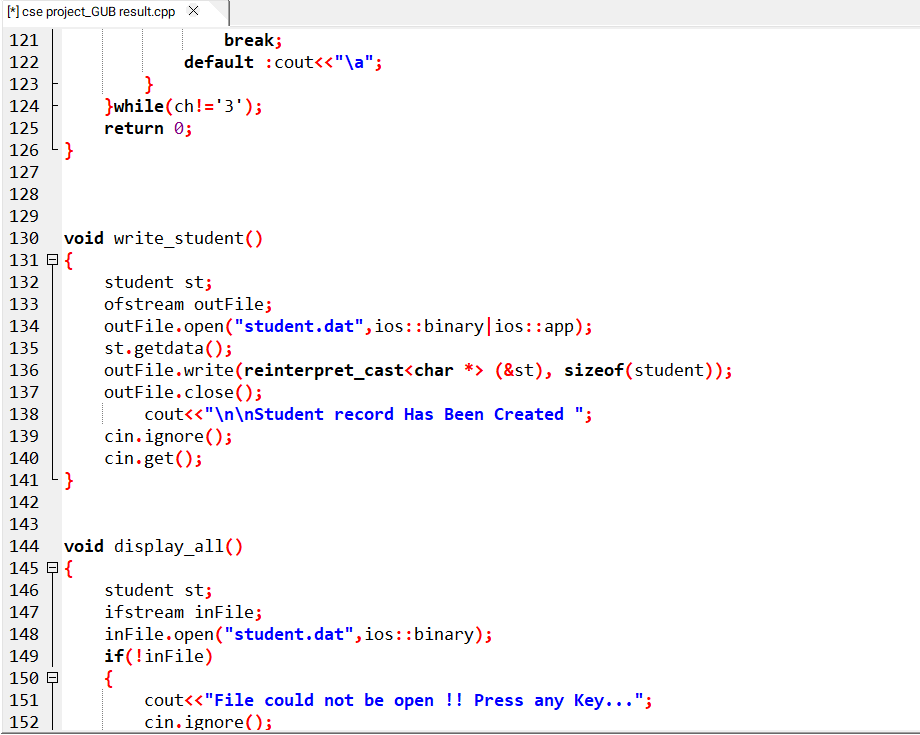 [*] cse project_GUB result.cpp ×
121 break;
122 default :cout<<"\a";
123 }
124 }while(ch!='3');
125 return 0;
126 }
127
128
129
130 void write_student()
131 {
132 student st;
133 ofstream outFile;
134 outFile.open("student.dat",ios::binary|ios::app);
135 st.getdata();
136 outFile.write(reinterpret_cast<char *> (&st), sizeof(student));
137 outFile.close();
138 cout<<"\n\nStudent record Has Been Created ";
139 cin.ignore();
140 cin.get();
141 }
142
143
144 void display_all()
145 {
146 student st;
147 ifstream inFile;
148 inFile.open("student.dat",ios::binary);
149 if(!inFile)
150 {
151 cout<<"File could not be open !! Press any Key...";
152 cin.ignore();